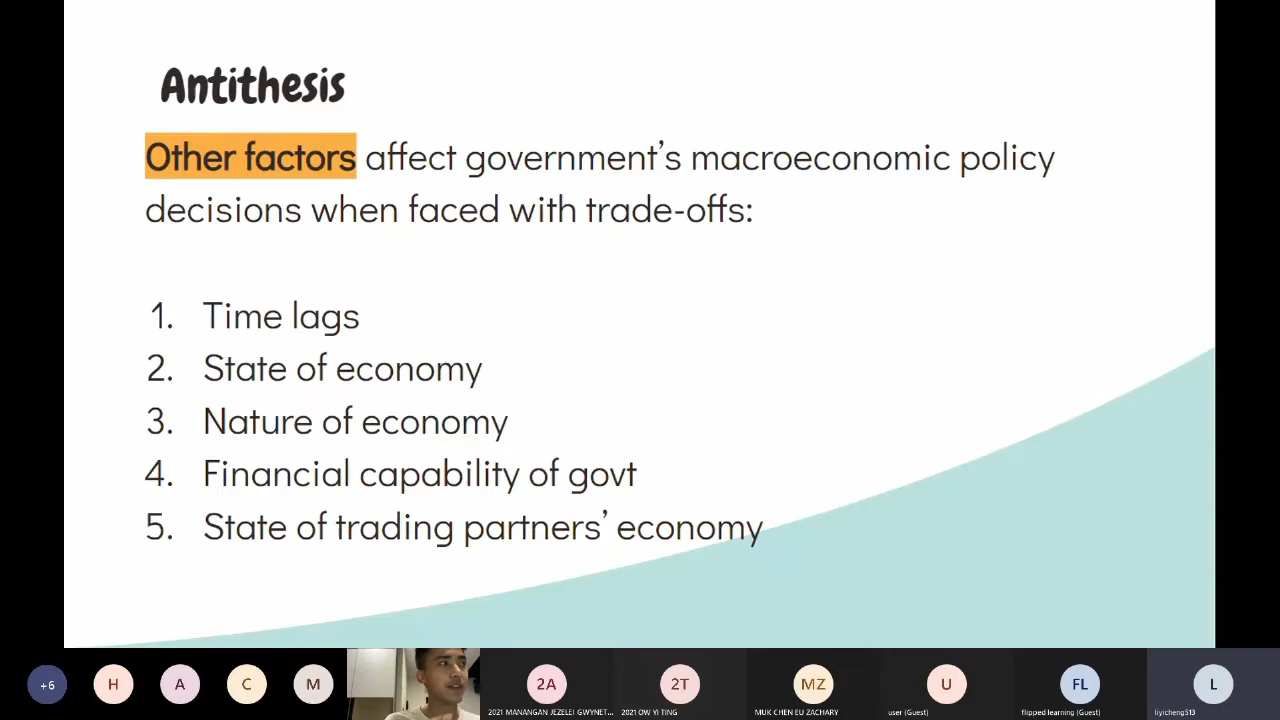 Antithesis
Other factors affect government's macroeconomic policy
decisions when faced with trade-offs:
1. Time lags
2. State of economy
3. Nature of economy
4. Financial capability of govt
5. State of trading partners' economy
+6
H
A
C
M
2A
2021 MANANGAN JEZELEI GWYNET...
2T
2021 OW YI TING
MZ
MUK CHEN EU ZACHARY
U
user (Guest)
FL
flipped learning (Guest)
L
liyicheng513